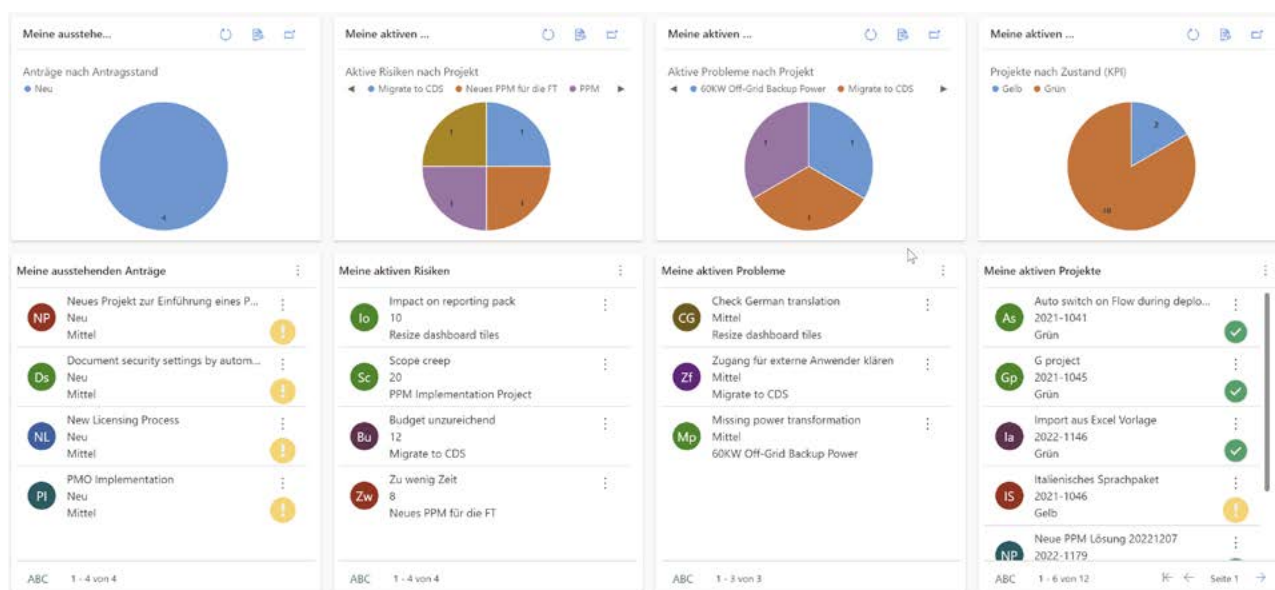 Meine ausstehe...
Anträge nach Antragsstand
Neu
4
Meine aktiven ...
Aktive Risiken nach Projekt
Migrate to CDS Neues PPM für die FT PPM
1 1
1 1
Meine aktiven ...
Aktive Probleme nach Projekt
60KW Off-Grid Backup Power Migrate to CDS
1 1
1
Meine aktiven ...
Projekte nach Zustand (KPI)
Gelb Grün
2
10
Meine ausstehenden Anträge
Neues Projekt zur Einführung eines P...
NP Neu
Mittel
Document security settings by autom...
Ds Neu
Mittel
New Licensing Process
NL Neu
Mittel
PMO Implementation
PI Neu
Mittel
ABC 1 - 4 von 4
Meine aktiven Risiken
Impact on reporting pack
Io 10
Resize dashboard tiles
Scope creep
Sc 20
PPM Implementation Project
Budget unzureichend
Bu 12
Migrate to CDS
Zu wenig Zeit
Zw 8
Neues PPM für die FT
ABC 1 - 4 von 4
Meine aktiven Probleme
Check German translation
CG Mittel
Resize dashboard tiles
Zugang für externe Anwender klären
Zf Mittel
Migrate to CDS
Missing power transformation
Mp Mittel
60KW Off-Grid Backup Power
ABC 1 - 3 von 3
Meine aktiven Projekte
Auto switch on Flow during deplo...
As 2021-1041
Grün
G project
Gp 2021-1045
Grün
Import aus Excel Vorlage
Ia 2022-1146
Grün
Italienisches Sprachpaket
IS 2021-1046
Gelb
Neue PPM Lösung 20221207
NP 2022-1179
ABC 1 - 6 von 12 Seite 1